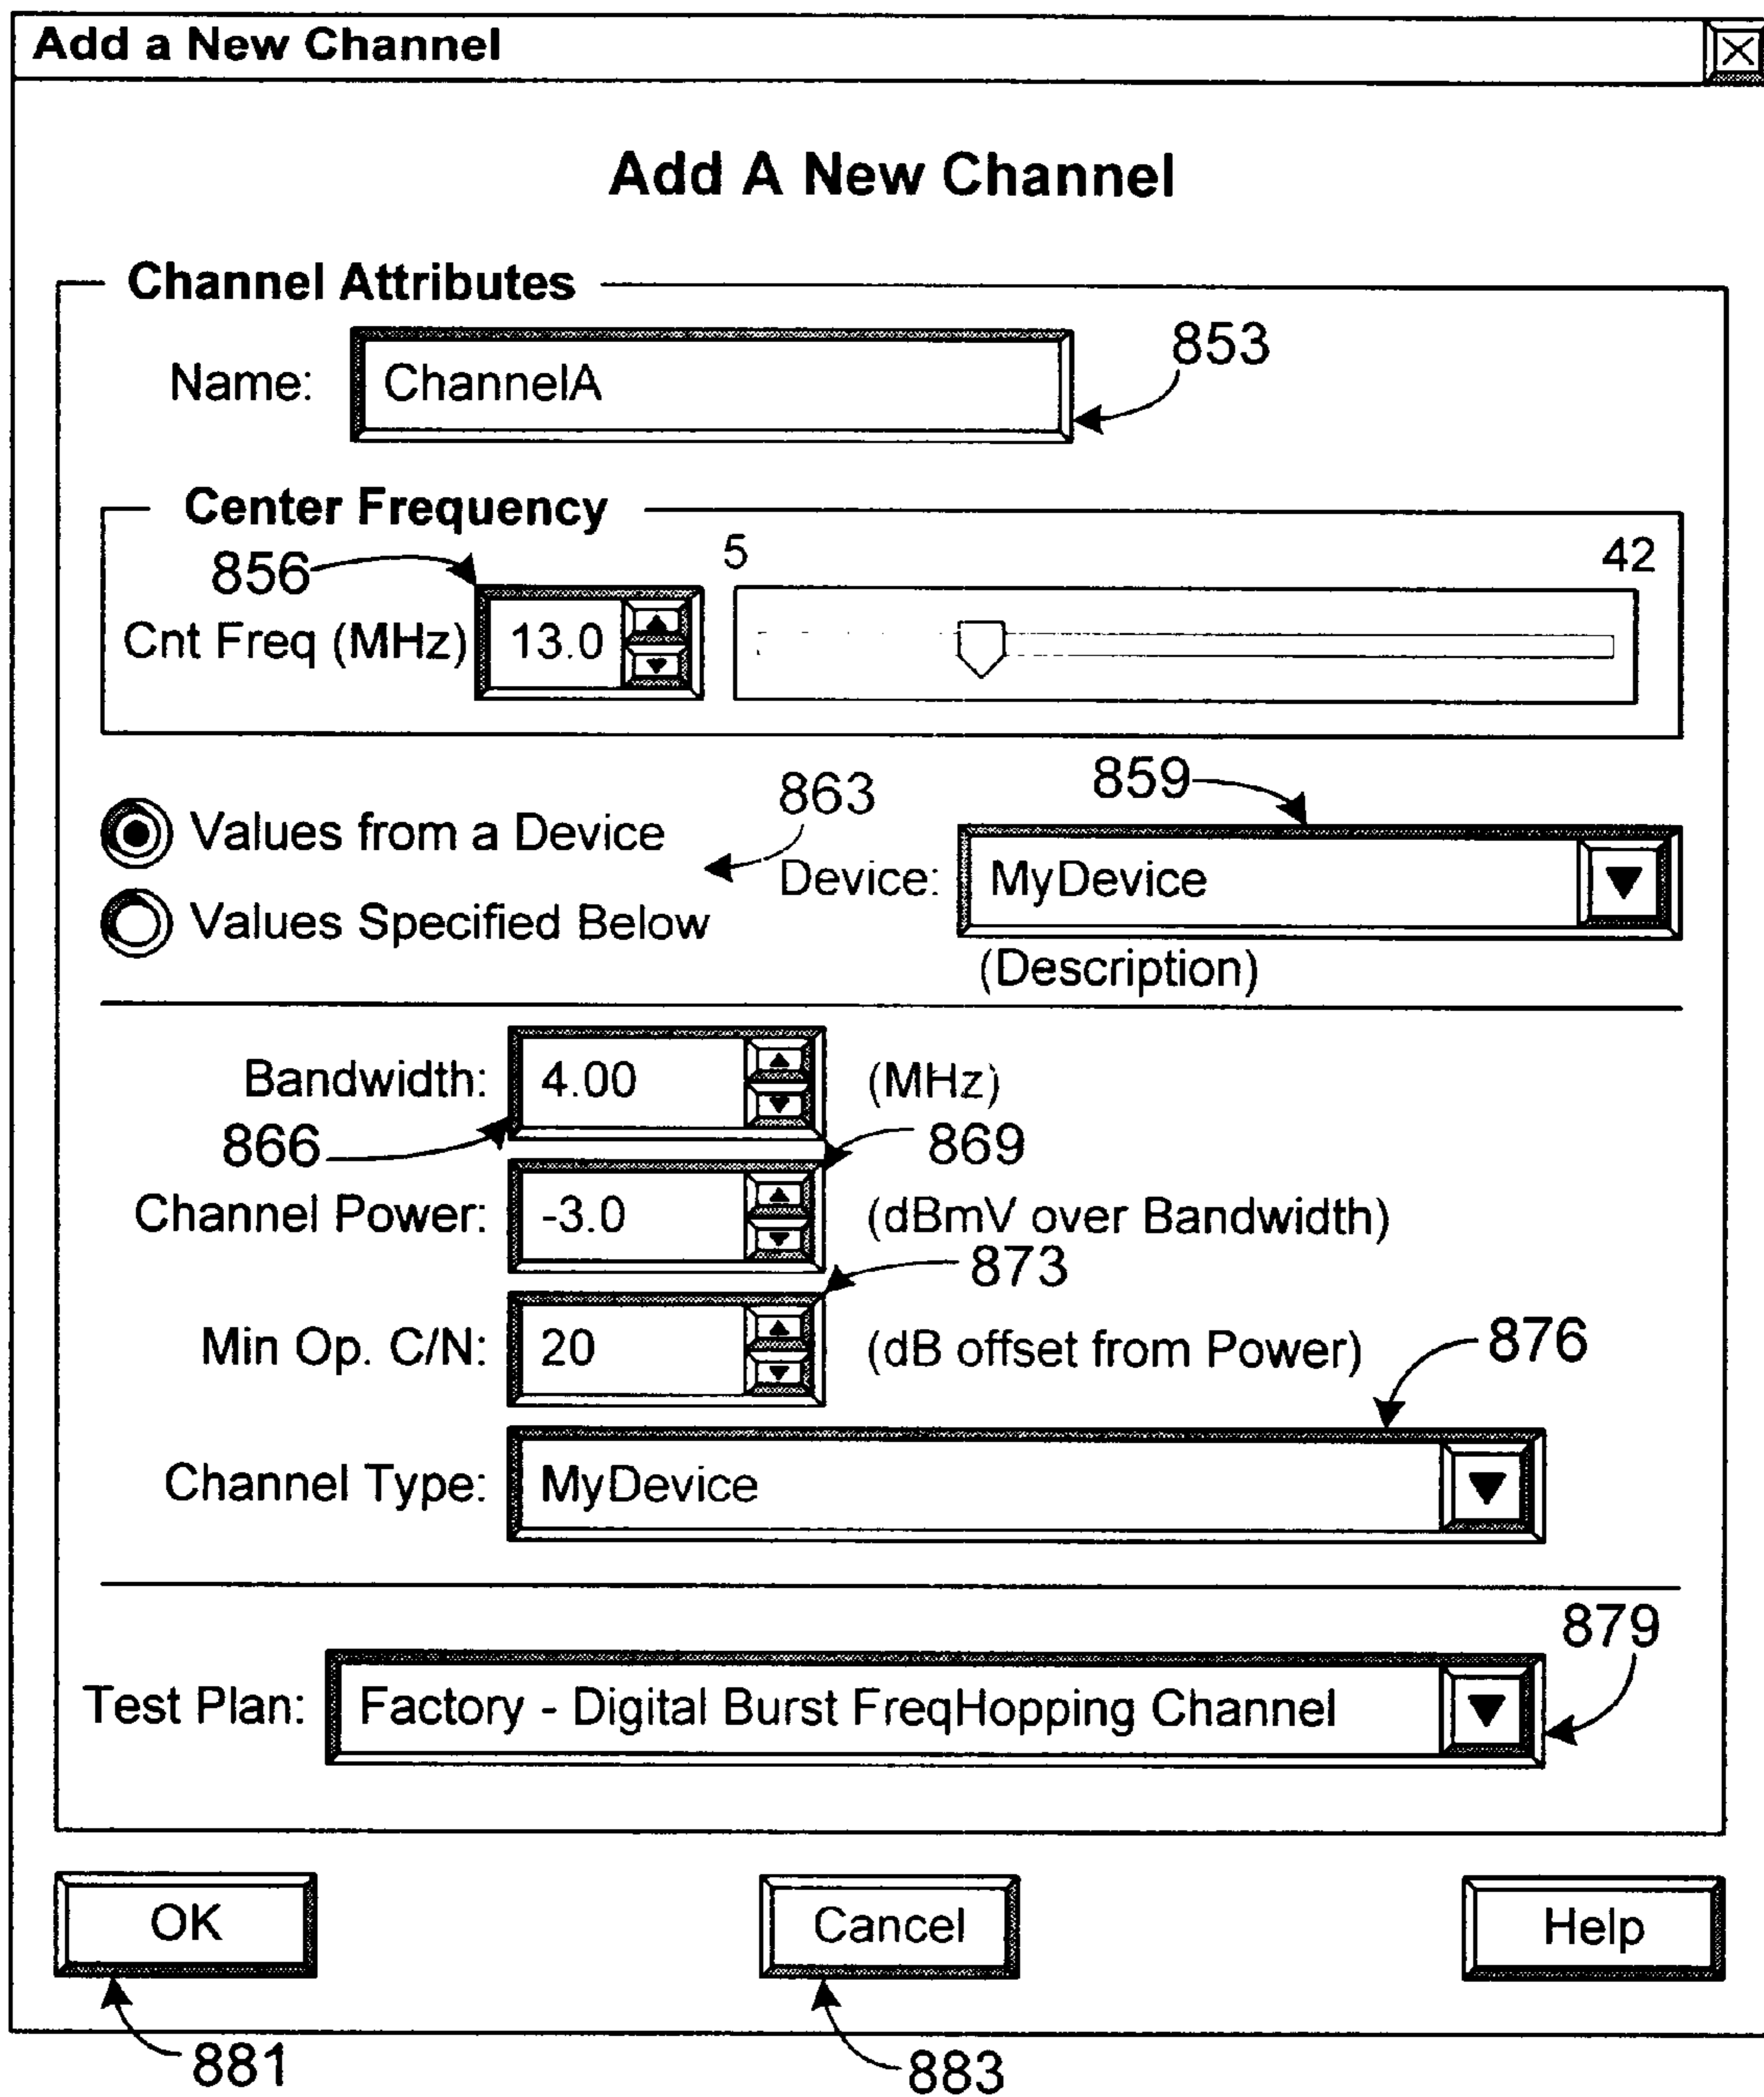 Add a New Channel
Add A New Channel
Channel Attributes
Name: ChannelA 853
Center Frequency
856 5 42
Cnt Freq (MHz) 13.0
Values from a Device 863 859
Device: MyDevice
Values Specified Below
(Description)
Bandwidth: 4.00 (MHz)
866 869
Channel Power: -3.0 (dBmV over Bandwidth)
873
Min Op. C/N: 20 (dB offset from Power) 876
Channel Type: MyDevice
879
Test Plan: Factory - Digital Burst FreqHopping Channel
OK Cancel Help
881 883